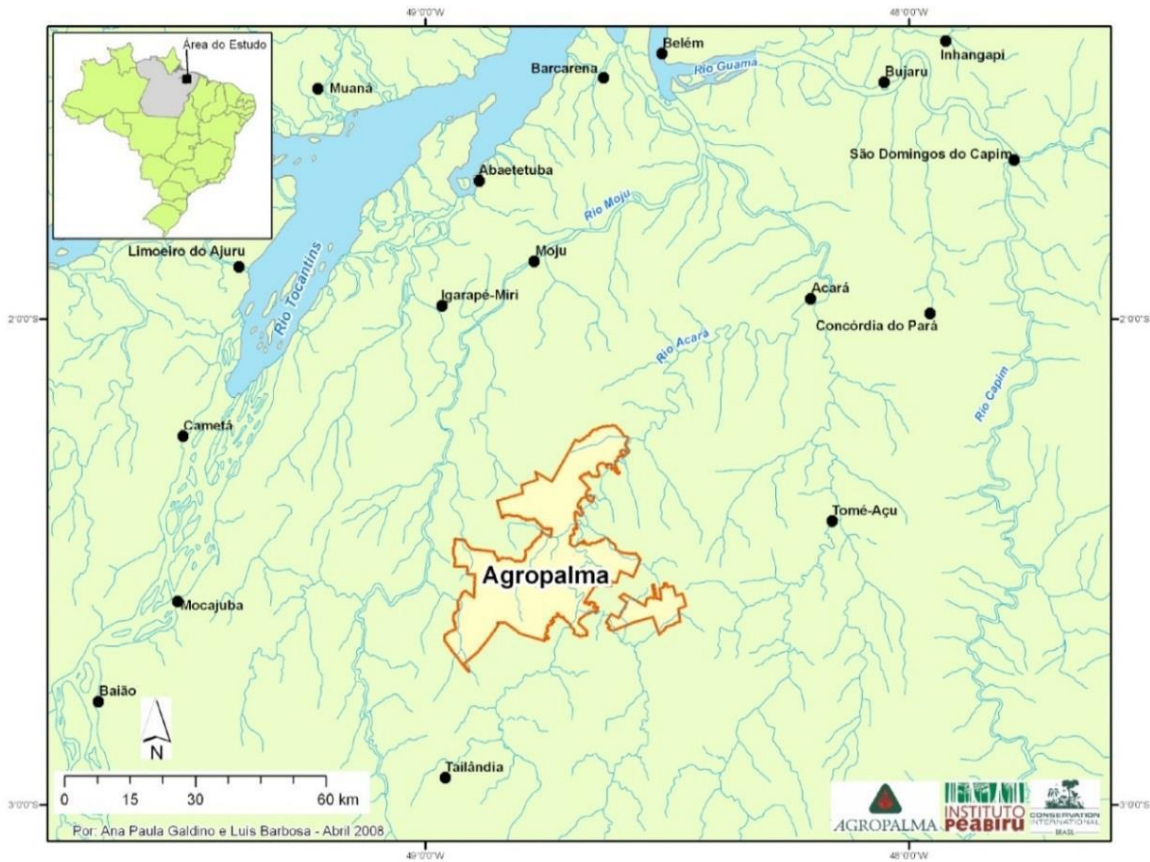 49°0'0"W
48°0'0"W
Área do Estudo
Belém
Rio Guama
Inhangapi
Barcarena
Bujaru
Muaná
São Domingos do Capim
Abaetetuba
Rio Moju
Limoeiro do Ajuru
Moju
Rio Tocantins
Igarapé-Miri
Acará
2°0'0"S
2°0'0"S
Concórdia do Pará
Rio Acará
Rio Capim
Cametá
Tomé-Açu
Agropalma
Mocajuba
Baião
N
Tailândia
0 15 30 60 km
3°0'0"S
3°0'0"S
AGROPALMA
INSTITUTO
PEABIRU
CONSERVATION
INTERNATIONAL
BRASIL
Por: Ana Paula Galdino e Luis Barbosa - Abril 2008
49°0'0"W
48°0'0"W